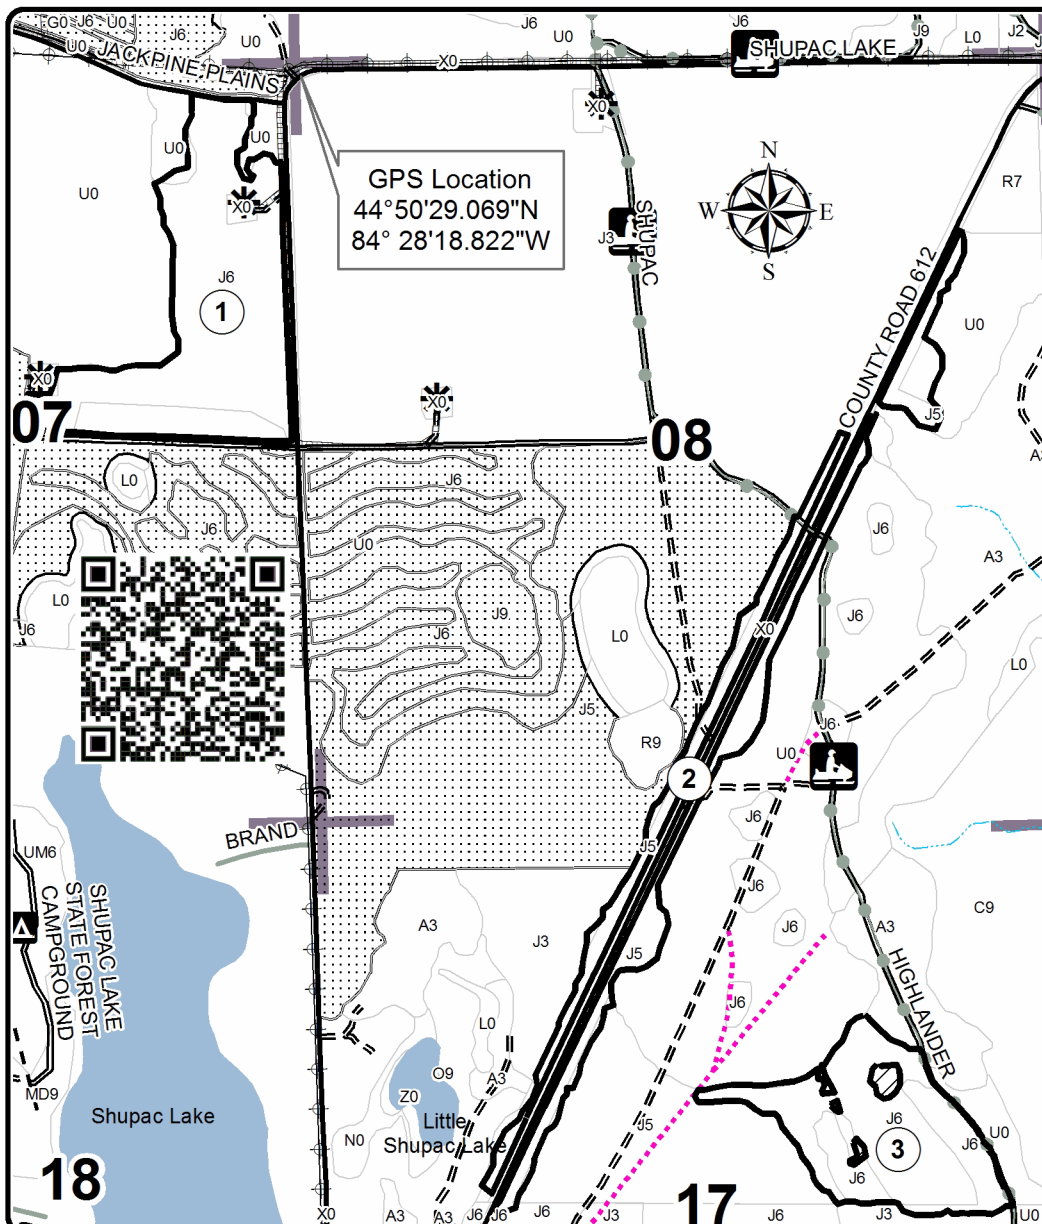 G0 J6 U0
J6
U0
J6
U0
J6
J9
L0
J2
J
U0
JACKPINE PLAINS
X0
SHUPAC LAKE
X0
U0
U0
U0
GPS Location
44°50'29.069"N
84° 28'18.822"W
N
W E
S
R7
X0
SHUPAC
J3
COUNTY ROAD 612
J6
1
U0
X0
X0
J5
07
08
A3
L0
J6
J6
J6
U0
A3
L0
J9
J6
J6
L0
J6
X0
L0
J5
J6
R9
U0
2
BRAND
J6
J5
UM6
J6
C9
SHUPAC LAKE
STATE FOREST
CAMPGROUND
A3
J3
J6
A3
J5
HIGHLANDER
J6
L0
O9
A3
MD9
Z0
Shupac Lake
Little
Shupac Lake
N0
J5
J6
J6
U0
3
J6
18
17
X0
A3
A3
J6
J6
J6
J3
J6
J3
U0